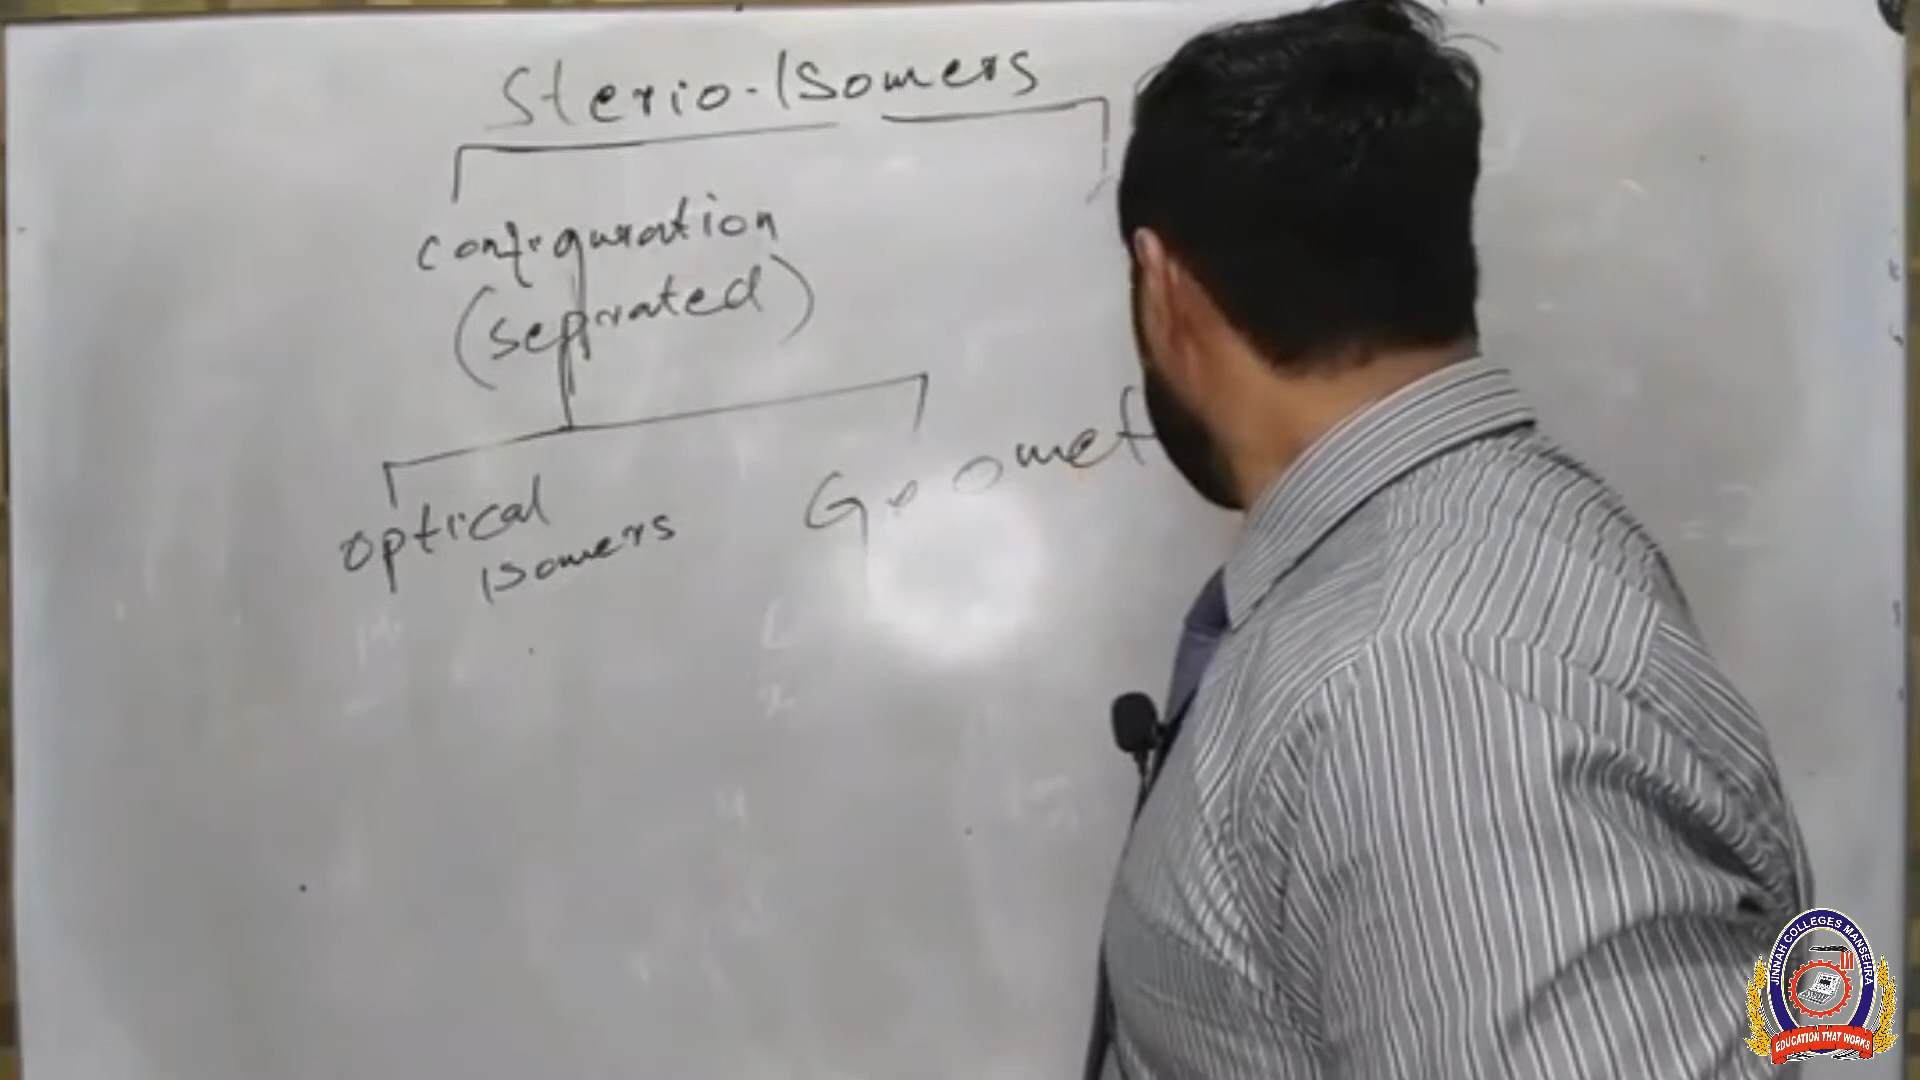 Sterio-Isomers
configuration
(seprated)
optical
Isomers
Geomet
JINNAH COLLEGES MANSEHRA
EDUCATION THAT WORKS